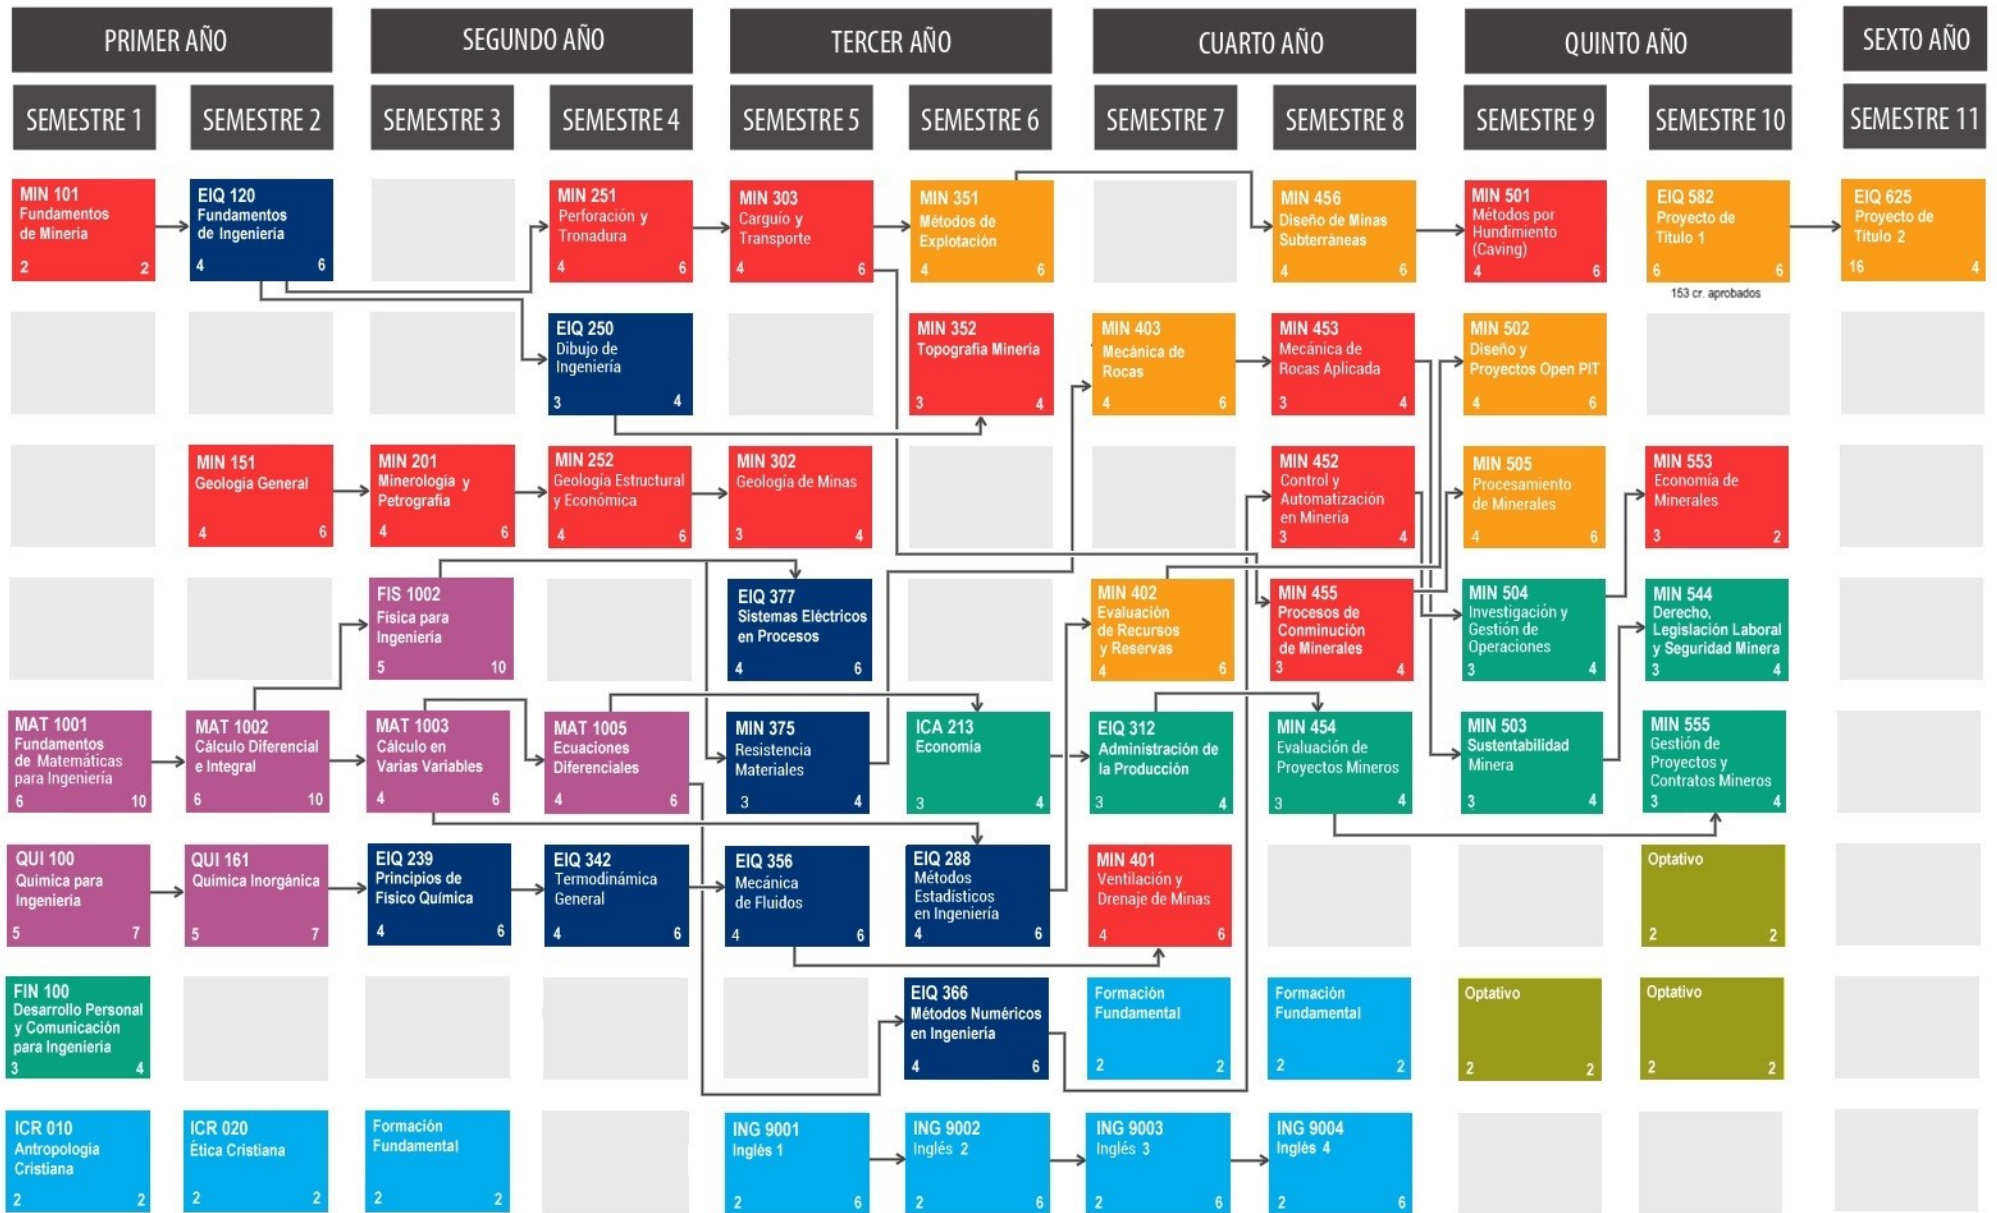 PRIMER AÑO
SEGUNDO AÑO
TERCER AÑO
CUARTO AÑO
QUINTO AÑO
SEXTO AÑO
SEMESTRE 1
SEMESTRE 2
SEMESTRE 3
SEMESTRE 4
SEMESTRE 5
SEMESTRE 6
SEMESTRE 7
SEMESTRE 8
SEMESTRE 9
SEMESTRE 10
SEMESTRE 11
MIN 101
Fundamentos
de Mineria
2 2
EIQ 120
Fundamentos
de Ingeniería
4 6
MIN 251
Perforación y
Tronadura
4 6
MIN 303
Carguío y
Transporte
4 6
MIN 351
Métodos de
Explotación
4 6
MIN 456
Diseño de Minas
Subterráneas
4 6
MIN 501
Métodos por
Hundimiento
(Caving)
4 6
EIQ 582
Proyecto de
Título 1
6 6
153 cr. aprobados
EIQ 625
Proyecto de
Título 2
16 4
EIQ 250
Dibujo de
Ingeniería
3 4
MIN 352
Topografía Minería
3 4
MIN 403
Mecánica de
Rocas
4 6
MIN 453
Mecánica de
Rocas Aplicada
3 4
MIN 502
Diseño y
Proyectos Open PIT
4 6
MIN 151
Geología General
4 6
MIN 201
Minerologia y
Petrografía
4 6
MIN 252
Geología Estructural
y Económica
4 6
MIN 302
Geología de Minas
3 4
MIN 452
Control y
Automatización
en Minería
3 4
MIN 505
Procesamiento
de Minerales
4 6
MIN 553
Economía de
Minerales
3 2
FIS 1002
Física para
Ingeniería
5 10
EIQ 377
Sistemas Eléctricos
en Procesos
4 6
MIN 402
Evaluación
de Recursos
y Reservas
4 6
MIN 455
Procesos de
Conminución
de Minerales
3 4
MIN 504
Investigación y
Gestión de
Operaciones
3 4
MIN 544
Derecho,
Legislación Laboral
y Seguridad Minera
3 4
MAT 1001
Fundamentos
de Matemáticas
para Ingeniería
6 10
MAT 1002
Cálculo Diferencial
e Integral
6 10
MAT 1003
Cálculo en
Varias Variables
4 6
MAT 1005
Ecuaciones
Diferenciales
4 6
MIN 375
Resistencia
Materiales
3 4
ICA 213
Economía
3 4
EIQ 312
Administración de
la Producción
3 4
MIN 454
Evaluación de
Proyectos Mineros
3 4
MIN 503
Sustentabilidad
Minera
3 4
MIN 555
Gestión de
Proyectos y
Contratos Mineros
3 4
QUI 100
Química para
Ingeniería
5 7
QUI 161
Química Inorgánica
5 7
EIQ 239
Principios de
Físico Química
4 6
EIQ 342
Termodinámica
General
4 6
EIQ 356
Mecánica
de Fluidos
4 6
EIQ 288
Métodos
Estadísticos
en Ingeniería
4 6
MIN 401
Ventilación y
Drenaje de Minas
4 6
Optativo
2 2
FIN 100
Desarrollo Personal
y Comunicación
para Ingeniería
3 4
EIQ 366
Métodos Numéricos
en Ingeniería
4 6
Formación
Fundamental
2 2
Formación
Fundamental
2 2
Optativo
2 2
Optativo
2 2
ICR 010
Antropología
Cristiana
2 2
ICR 020
Ética Cristiana
2 2
Formación
Fundamental
2 2
ING 9001
Inglés 1
2 6
ING 9002
Inglés 2
2 6
ING 9003
Inglés 3
2 6
ING 9004
Inglés 4
2 6